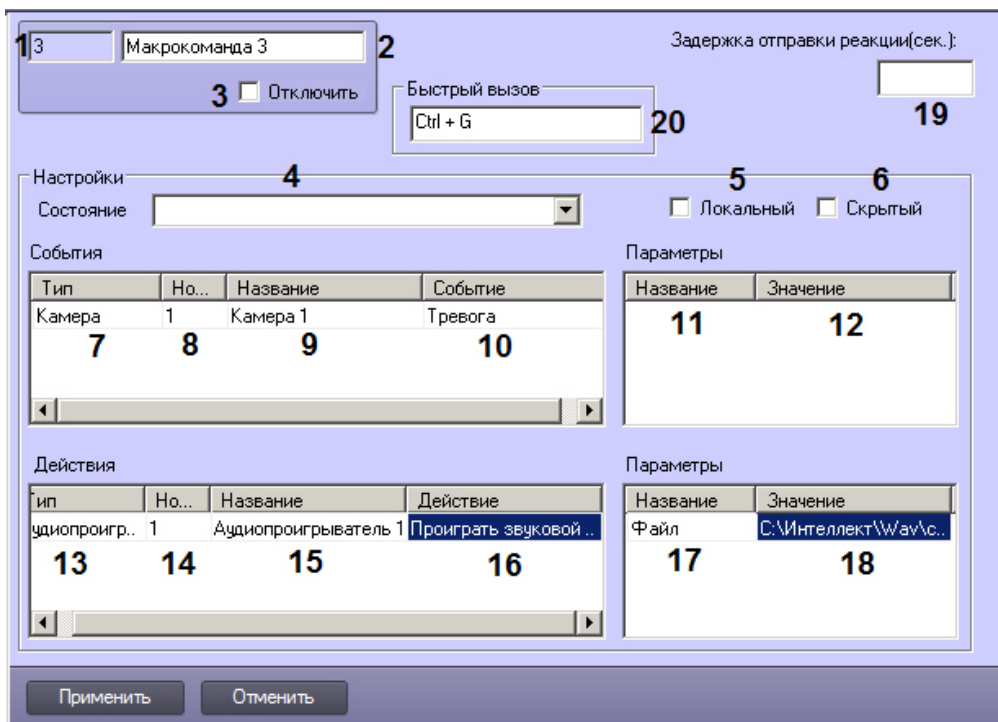 1 3 Макрокоманда 3 2 Задержка отправки реакции(сек.):
3 Отключить
19
Быстрый вызов
Ctrl + G 20
Настройки 4 5 6
Состояние Локальный Скрытый
События Параметры
Тип Но... Название Событие Название Значение
Камера 1 Камера 1 Тревога
7 8 9 10 11 12
Действия Параметры
Тип Но... Название Действие Название Значение
удиопроигр.. 1 Аудиопроигрыватель 1 Проиграть звуковой .. Файл C:\Интеллект\Wav\c..
13 14 15 16 17 18
Применить Отменить